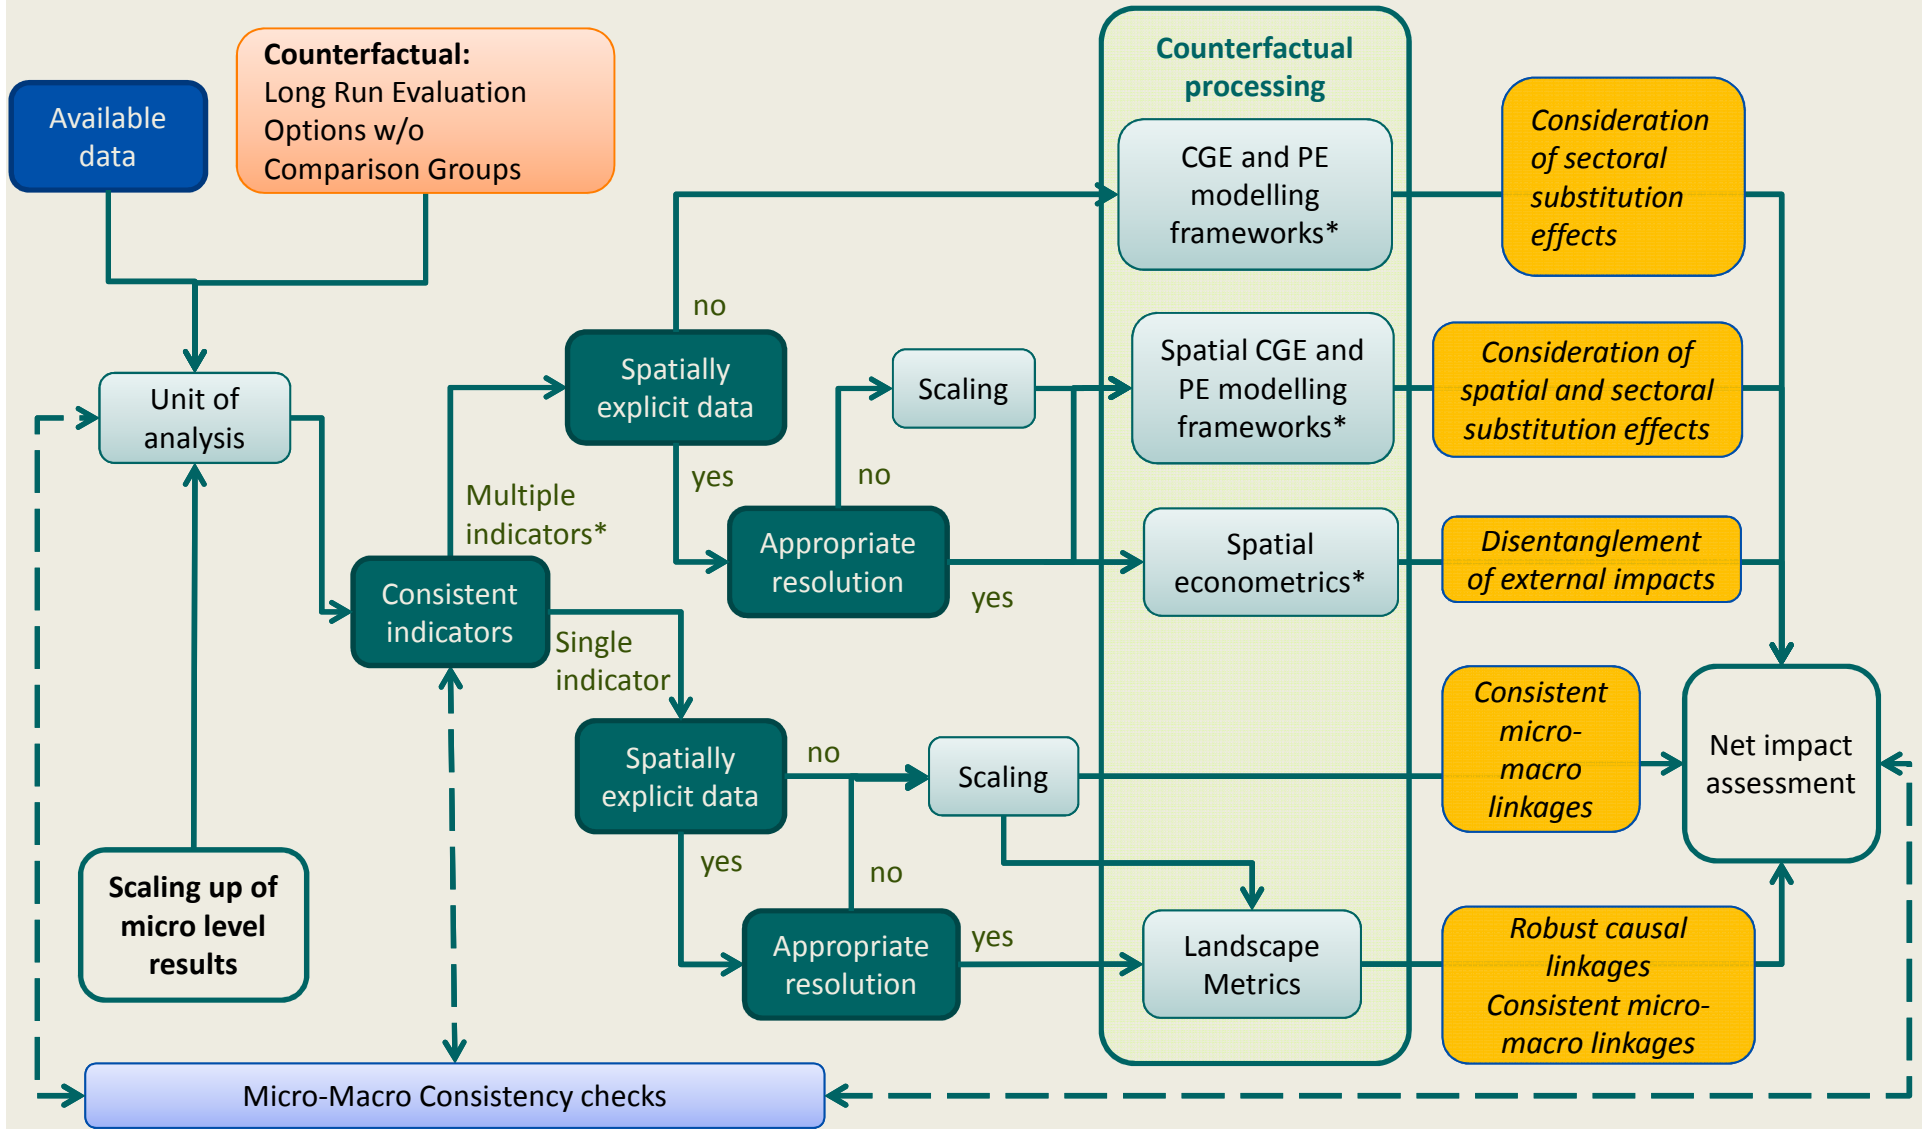 Counterfactual:
Long Run Evaluation
Options w/o
Comparison Groups
Available
data
Counterfactual
processing
CGE and PE
modelling
frameworks*
Consideration
of sectoral
substitution
effects
no
Spatially
explicit data
Scaling
Spatial CGE and
PE modelling
frameworks*
Consideration of
spatial and sectoral
substitution effects
Unit of
analysis
yes
no
Multiple
indicators*
Appropriate
resolution
yes
Spatial
econometrics*
Disentanglement
of external impacts
Consistent
indicators
Single
indicator
Spatially
explicit data
no
Scaling
Consistent
micro-
macro
linkages
Net impact
assessment
yes
no
Scaling up of
micro level
results
Appropriate
resolution
yes
Landscape
Metrics
Robust causal
linkages
Consistent micro-
macro linkages
Micro-Macro Consistency checks